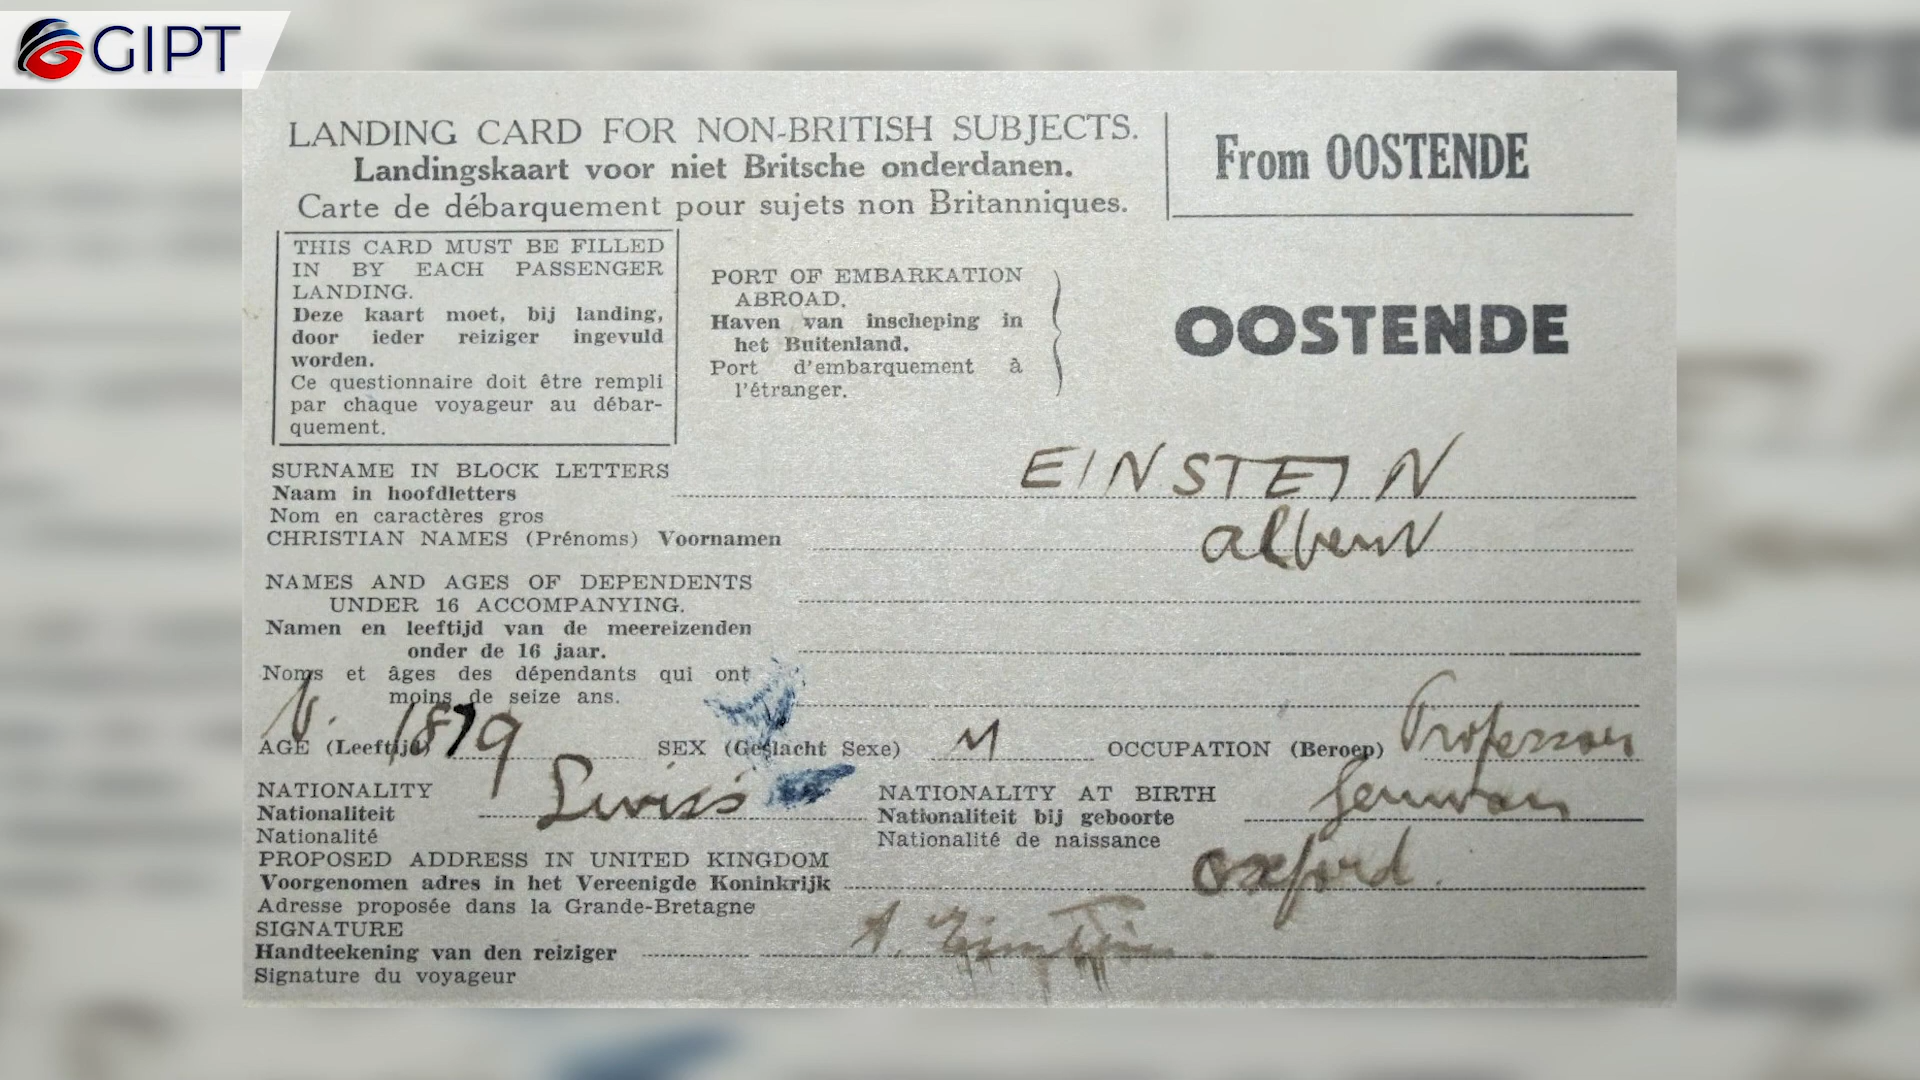 GIPT
LANDING CARD FOR NON-BRITISH SUBJECTS.
Landingskaart voor niet Britsche onderdanen.
Carte de débarquement pour sujets non Britanniques.
From OOSTENDE
THIS CARD MUST BE FILLED
IN BY EACH PASSENGER
LANDING.
Deze kaart moet, bij landing,
door ieder reiziger ingevuld
worden.
Ce questionnaire doit être rempli
par chaque voyageur au débar-
quement.
PORT OF EMBARKATION
ABROAD.
Haven van inscheping in
het Buitenland.
Port d'embarquement à
l'étranger.
OOSTENDE
SURNAME IN BLOCK LETTERS
Naam in hoofdletters
Nom en caractères gros
EINSTEIN
CHRISTIAN NAMES (Prénoms) Voornamen
Albert
NAMES AND AGES OF DEPENDENTS
UNDER 16 ACCOMPANYING.
Namen en leeftijd van de meereizenden
onder de 16 jaar.
Noms et âges des dépendants qui ont
moins de seize ans.
AGE (Leeftijd) 1879 SEX (Geslacht Sexe) M OCCUPATION (Beroep) Professor
NATIONALITY
Nationaliteit
Nationalité
Swiss
NATIONALITY AT BIRTH
Nationaliteit bij geboorte
Nationalité de naissance
German
PROPOSED ADDRESS IN UNITED KINGDOM
Voorgenomen adres in het Vereenigde Koninkrijk
Adresse proposée dans la Grande-Bretagne
Oxford.
SIGNATURE
Handteekening van den reiziger
Signature du voyageur
A. Einstein.
OOSTE